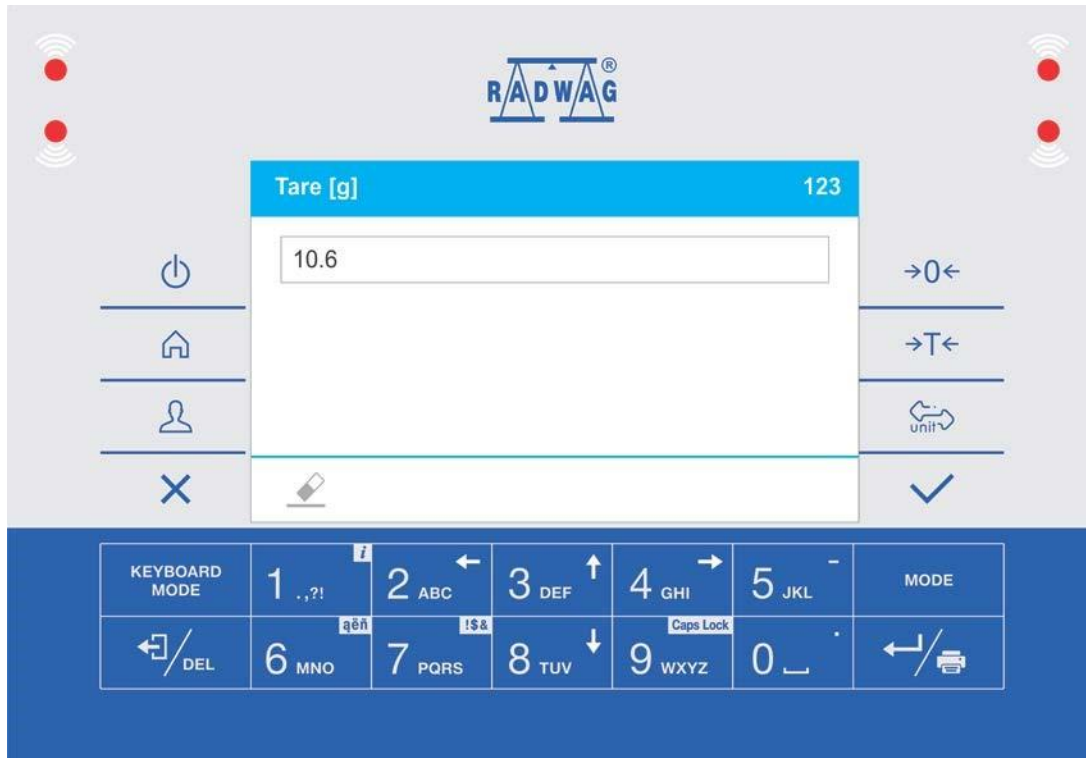 RADWAG®
Tare [g] 123
10.6
→0←
→T←
unit
KEYBOARD MODE
1 .,?! i
2 ABC ←
3 DEF ↑
4 GHI →
5 JKL -
MODE
DEL
6 MNO ąëñ
7 PQRS !$&
8 TUV ↓
9 WXYZ Caps Lock
0 ⎵ .